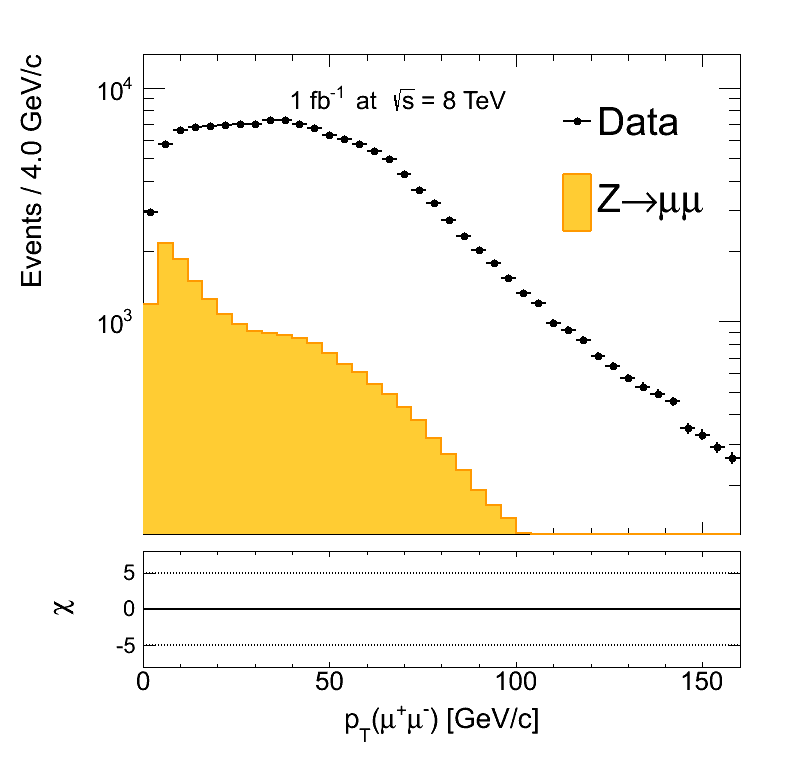 Events / 4.0 GeV/c
10⁴
10³
1 fb⁻¹ at √s = 8 TeV
Data
Z→μμ
χ
5
0
-5
0 50 100 150
p_T(μ⁺μ⁻) [GeV/c]